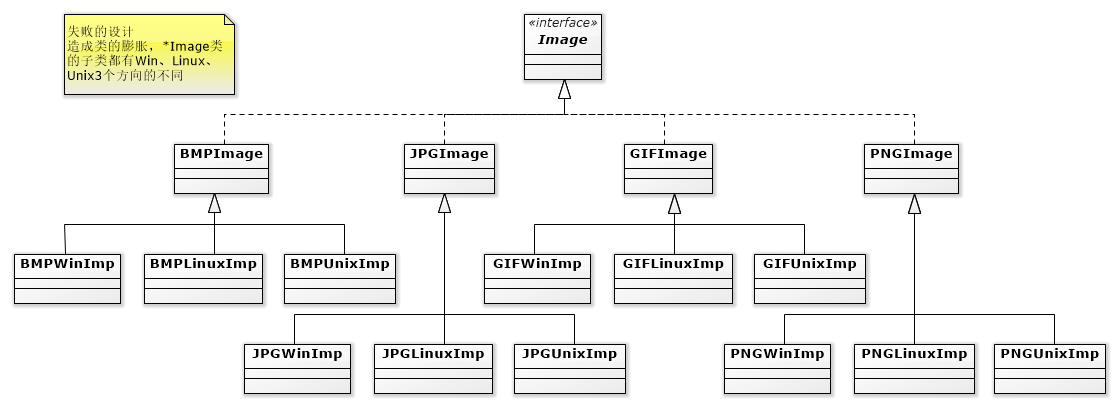 失败的设计
造成类的膨胀，*Image类
的子类都有Win、Linux、
Unix3个方向的不同
«interface»
Image
BMPImage
JPGImage
GIFImage
PNGImage
BMPWinImp
BMPLinuxImp
BMPUnixImp
GIFWinImp
GIFLinuxImp
GIFUnixImp
JPGWinImp
JPGLinuxImp
JPGUnixImp
PNGWinImp
PNGLinuxImp
PNGUnixImp